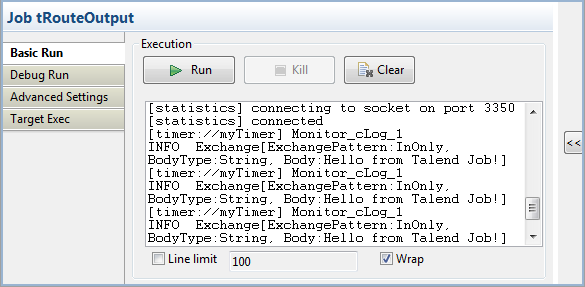 Job tRouteOutput
Basic Run
Debug Run
Advanced Settings
Target Exec
Execution
Run
Kill
Clear
[statistics] connecting to socket on port 3350
[statistics] connected
[timer://myTimer] Monitor_cLog_1
INFO  Exchange[ExchangePattern:InOnly,
BodyType:String, Body:Hello from Talend Job!]
[timer://myTimer] Monitor_cLog_1
INFO  Exchange[ExchangePattern:InOnly,
BodyType:String, Body:Hello from Talend Job!]
[timer://myTimer] Monitor_cLog_1
INFO  Exchange[ExchangePattern:InOnly,
BodyType:String, Body:Hello from Talend Job!]
Line limit
100
Wrap
<<